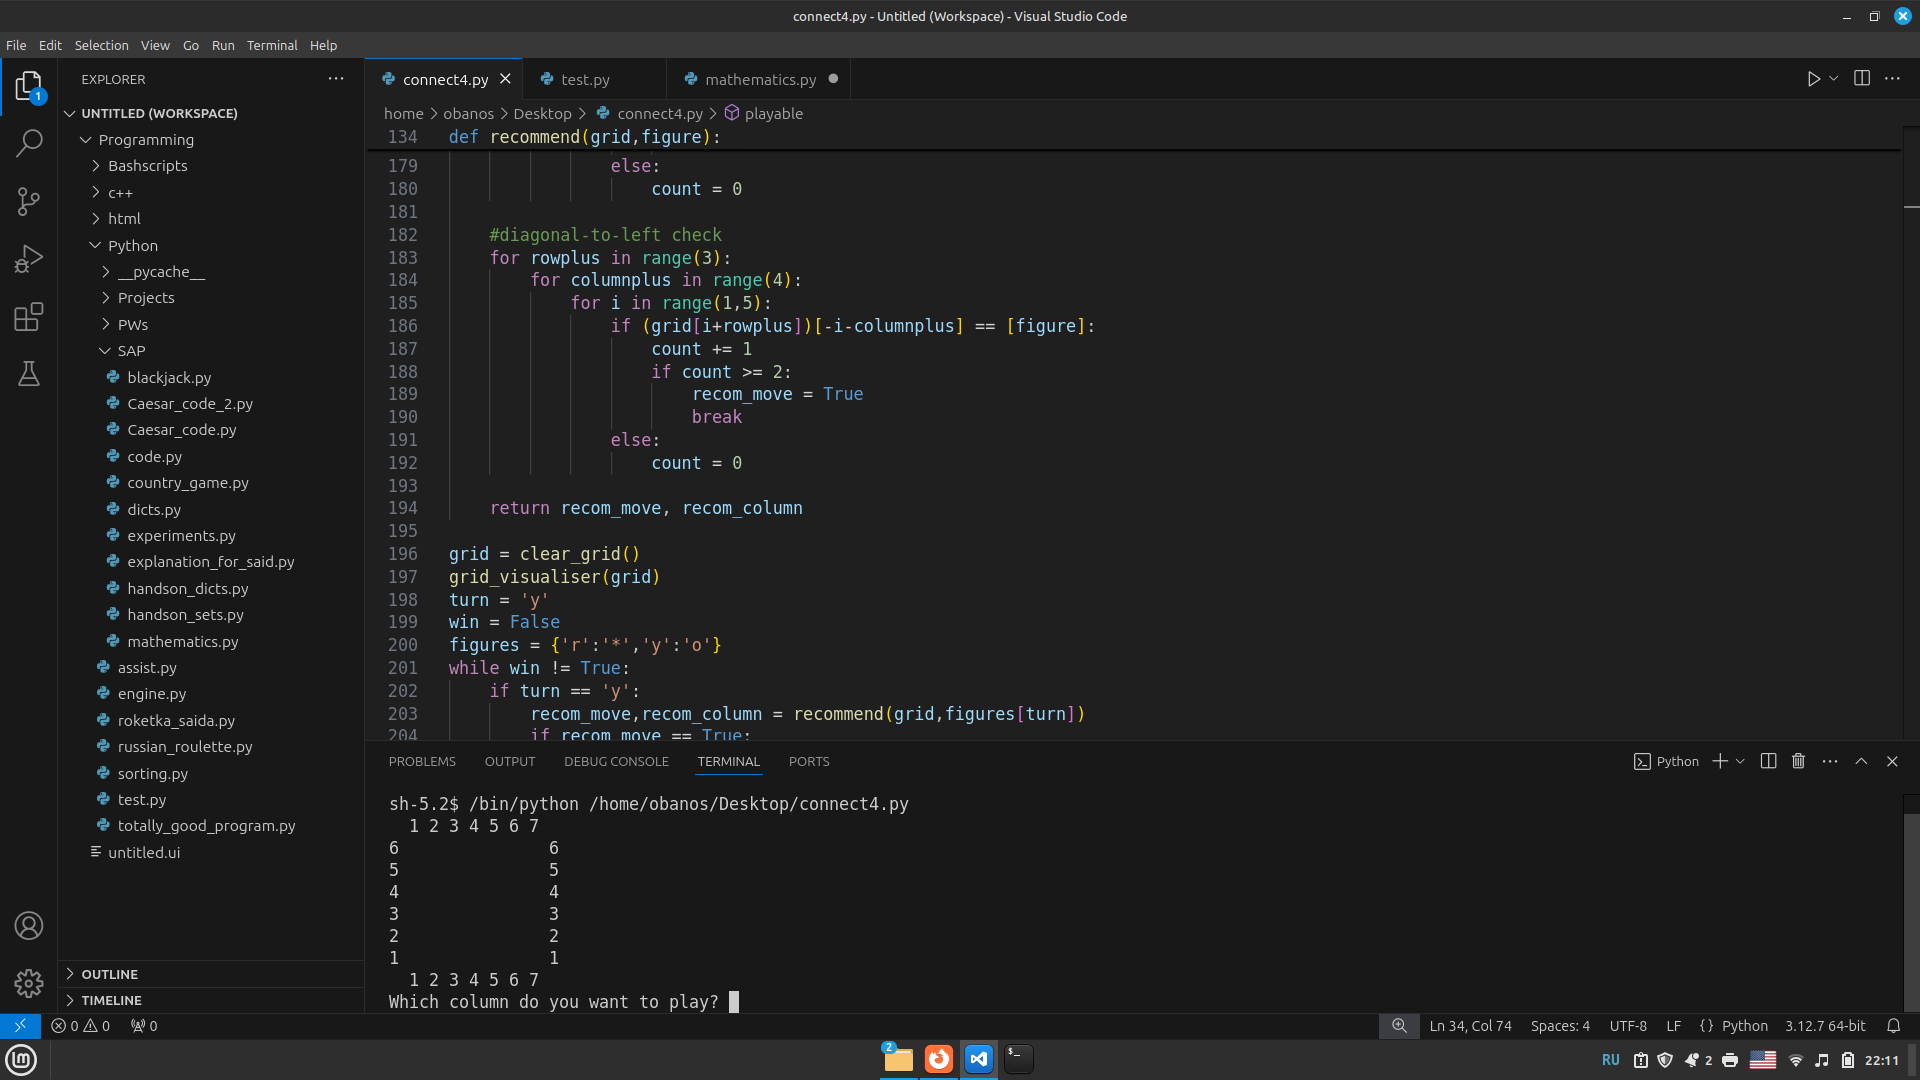 connect4.py - Untitled (Workspace) - Visual Studio Code
File Edit Selection View Go Run Terminal Help
1
EXPLORER
UNTITLED (WORKSPACE)
Programming
Bashscripts
c++
html
Python
__pycache__
Projects
PWs
SAP
blackjack.py
Caesar_code_2.py
Caesar_code.py
code.py
country_game.py
dicts.py
experiments.py
explanation_for_said.py
handson_dicts.py
handson_sets.py
mathematics.py
assist.py
engine.py
roketka_saida.py
russian_roulette.py
sorting.py
test.py
totally_good_program.py
untitled.ui
OUTLINE
TIMELINE
connect4.py test.py mathematics.py
home > obanos > Desktop > connect4.py > playable
134 def recommend(grid,figure):
179 else:
180 count = 0
181
182 #diagonal-to-left check
183 for rowplus in range(3):
184 for columnplus in range(4):
185 for i in range(1,5):
186 if (grid[i+rowplus])[-i-columnplus] == [figure]:
187 count += 1
188 if count >= 2:
189 recom_move = True
190 break
191 else:
192 count = 0
193
194 return recom_move, recom_column
195
196 grid = clear_grid()
197 grid_visualiser(grid)
198 turn = 'y'
199 win = False
200 figures = {'r':'*','y':'o'}
201 while win != True:
202 if turn == 'y':
203 recom_move,recom_column = recommend(grid,figures[turn])
204 if recom_move == True:
PROBLEMS OUTPUT DEBUG CONSOLE TERMINAL PORTS
Python
sh-5.2$ /bin/python /home/obanos/Desktop/connect4.py
1 2 3 4 5 6 7
6 6
5 5
4 4
3 3
2 2
1 1
1 2 3 4 5 6 7
Which column do you want to play?
0 0 0
Ln 34, Col 74 Spaces: 4 UTF-8 LF {} Python 3.12.7 64-bit
2
$_
RU 2 22:11